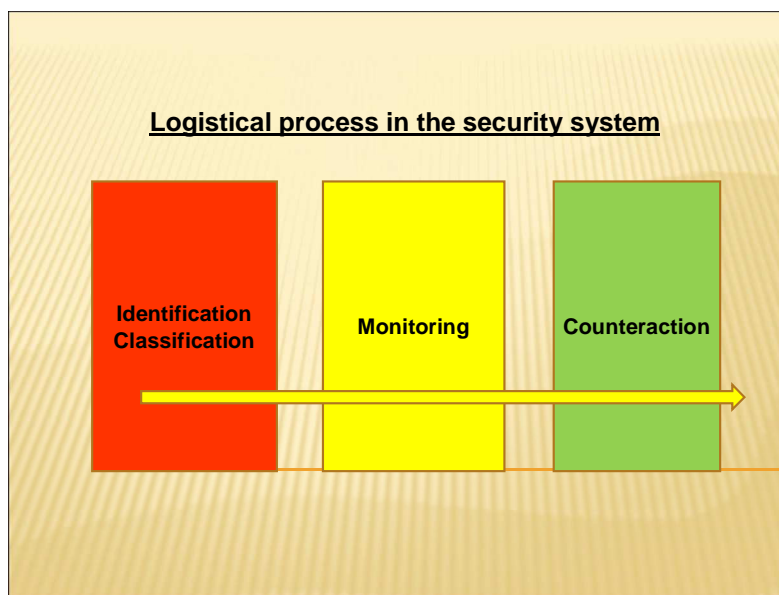 Logistical process in the security system
Identification
Classification
Monitoring
Counteraction